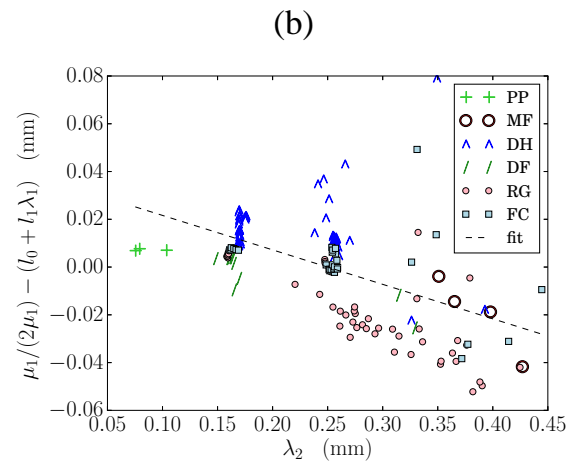 (b)
0.08
0.06
0.04
0.02
0.00
−0.02
−0.04
−0.06
μ₁/(2μ₁) − (l₀ + l₁λ₁) (mm)
PP
MF
DH
DF
RG
FC
fit
0.05 0.10 0.15 0.20 0.25 0.30 0.35 0.40 0.45
λ₂ (mm)